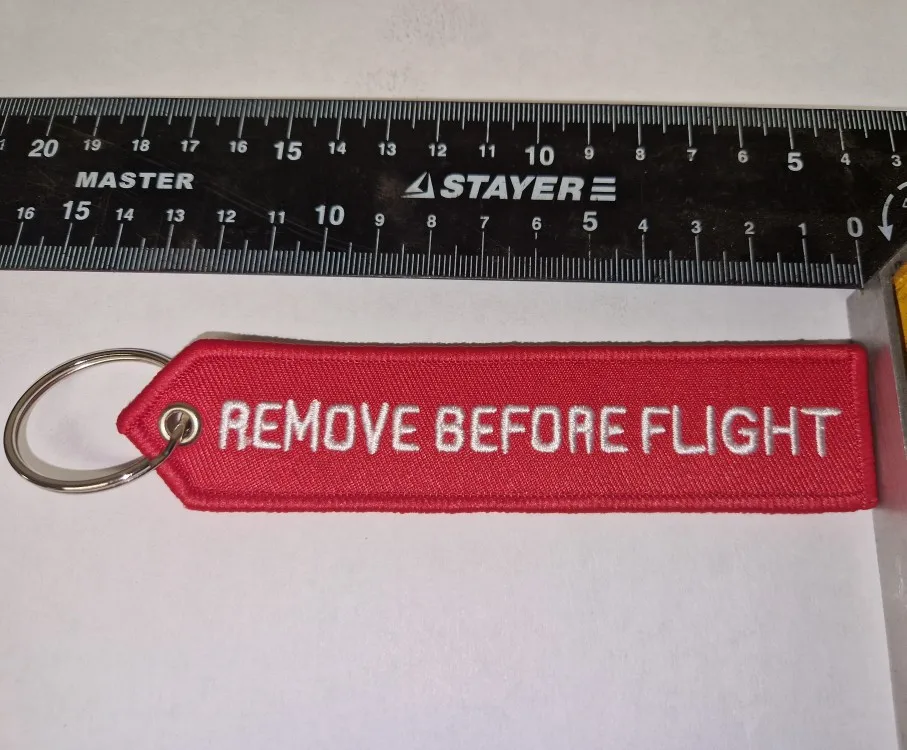 20 19 18 17 16 15 14 13 12 11 10 9 8 7 6 5 4 3
MASTER
STAYER
16 15 14 13 12 11 10 9 8 7 6 5 4 3 2 1 0
REMOVE BEFORE FLIGHT